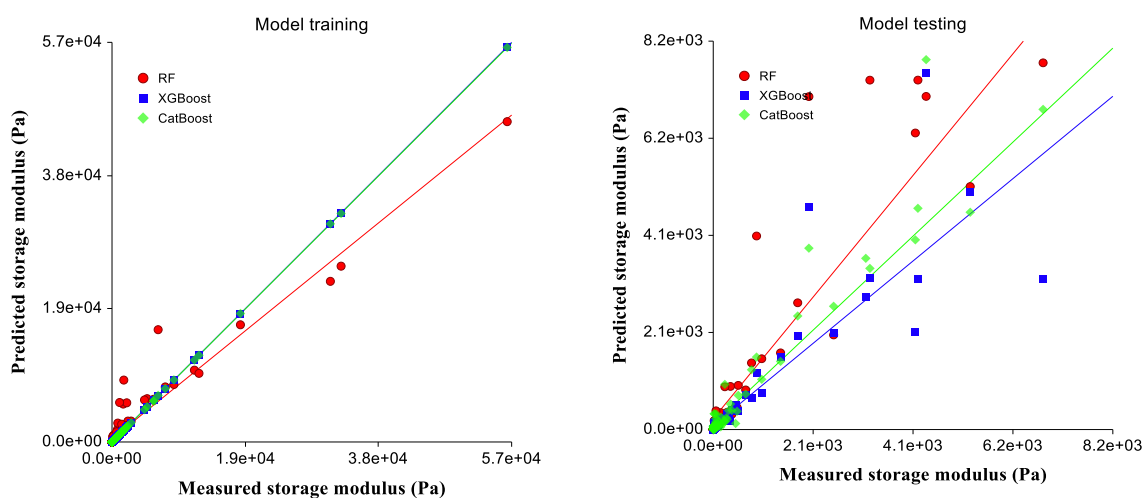 Model training
5.7e+04
3.8e+04
1.9e+04
0.0e+00
0.0e+00
1.9e+04
3.8e+04
5.7e+04
RF
XGBoost
CatBoost
Predicted storage modulus (Pa)
Measured storage modulus (Pa)
Model testing
8.2e+03
6.2e+03
4.1e+03
2.1e+03
0.0e+00
0.0e+00
2.1e+03
4.1e+03
6.2e+03
8.2e+03
RF
XGBoost
CatBoost
Predicted storage modulus (Pa)
Measured storage modulus (Pa)